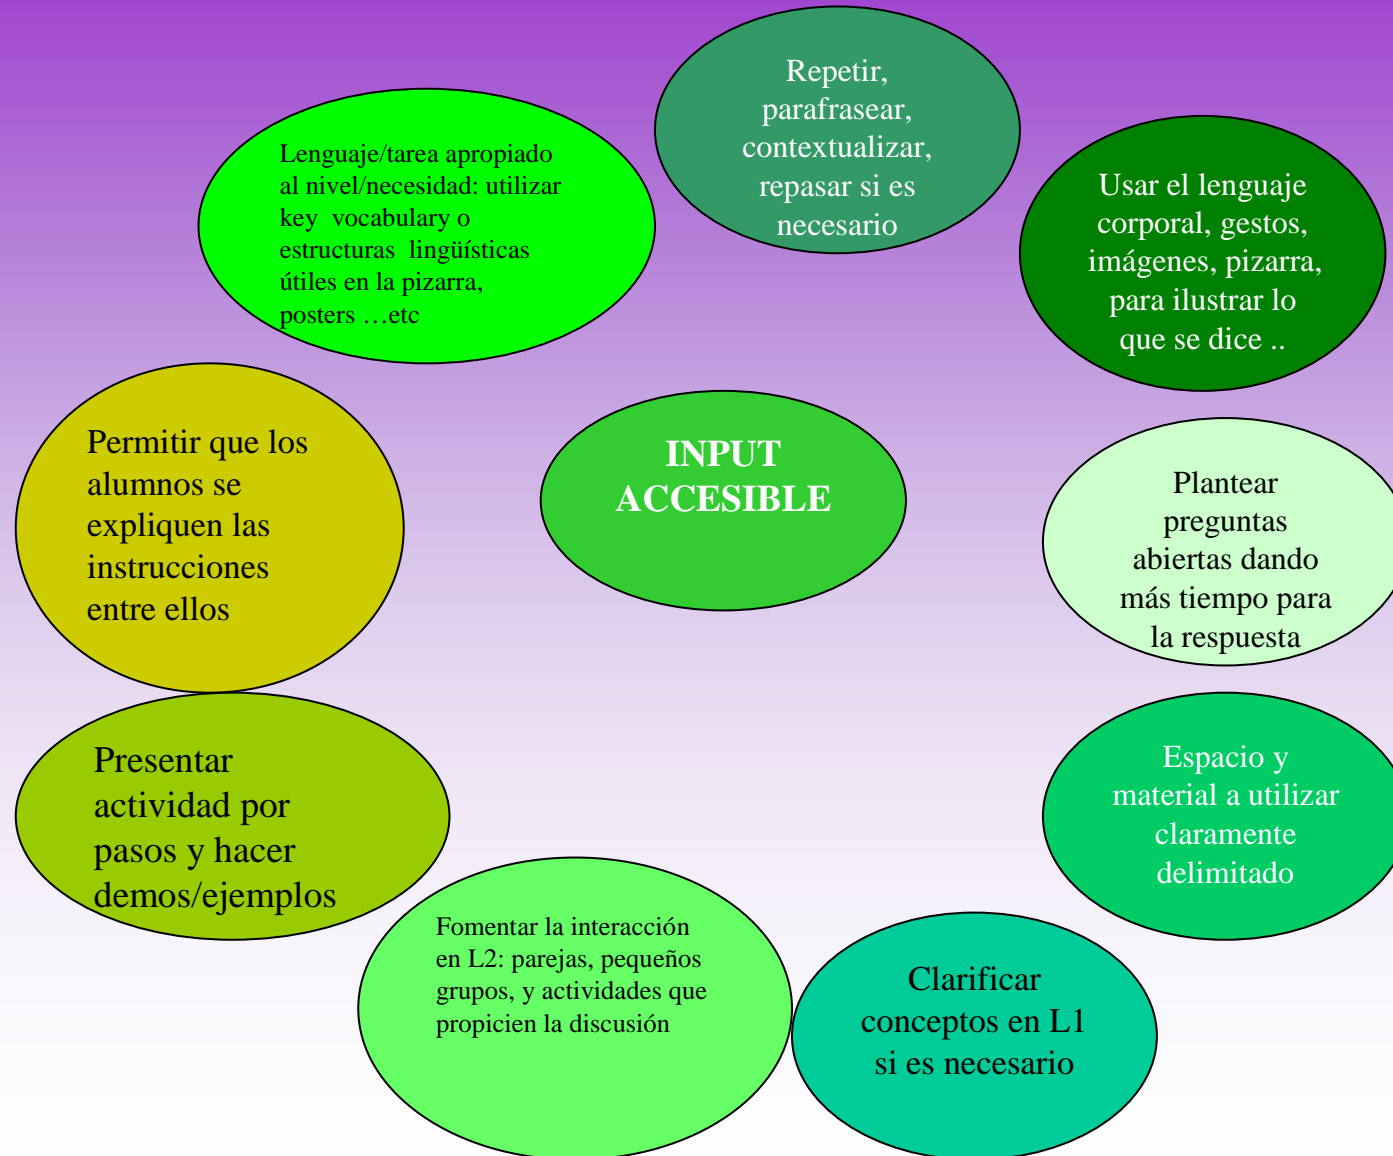 Repetir,
parafrasear,
contextualizar,
repasar si es
necesario
Lenguaje/tarea apropiado
al nivel/necesidad: utilizar
key  vocabulary o
estructuras  lingüísticas
útiles en la pizarra,
posters …etc
Usar el lenguaje
corporal, gestos,
imágenes, pizarra,
para ilustrar lo
que se dice ..
Permitir que los
alumnos se
expliquen las
instrucciones
entre ellos
INPUT
ACCESIBLE
Plantear
preguntas
abiertas dando
más tiempo para
la respuesta
Presentar
actividad por
pasos y hacer
demos/ejemplos
Espacio y
material a utilizar
claramente
delimitado
Fomentar la interacción
en L2: parejas, pequeños
grupos, y actividades que
propicien la discusión
Clarificar
conceptos en L1
si es necesario